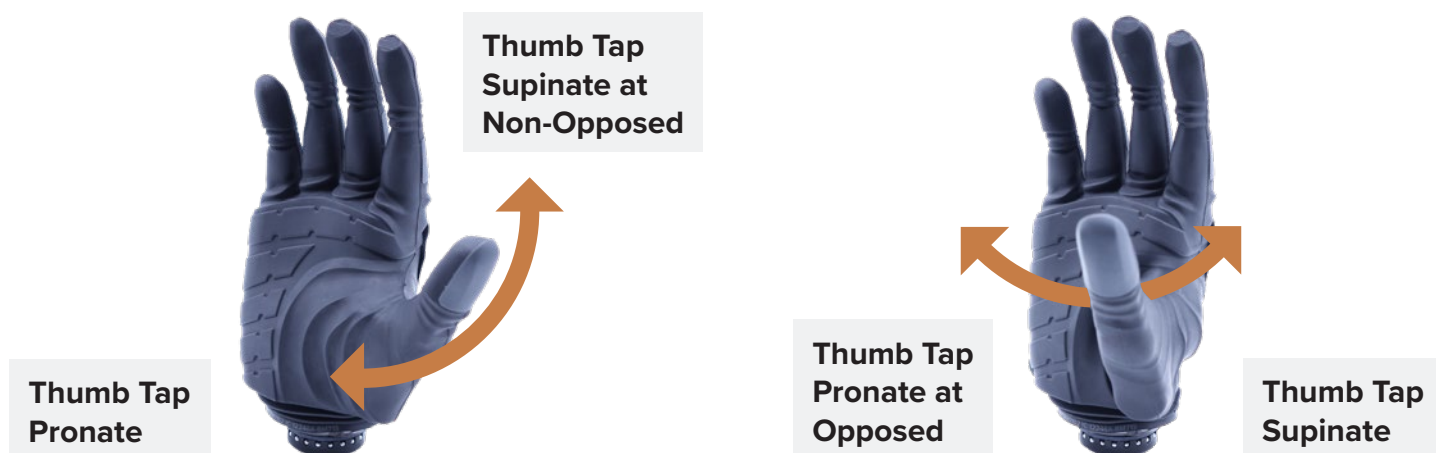 Thumb Tap
Supinate at
Non-Opposed
Thumb Tap
Pronate
Thumb Tap
Pronate at
Opposed
Thumb Tap
Supinate